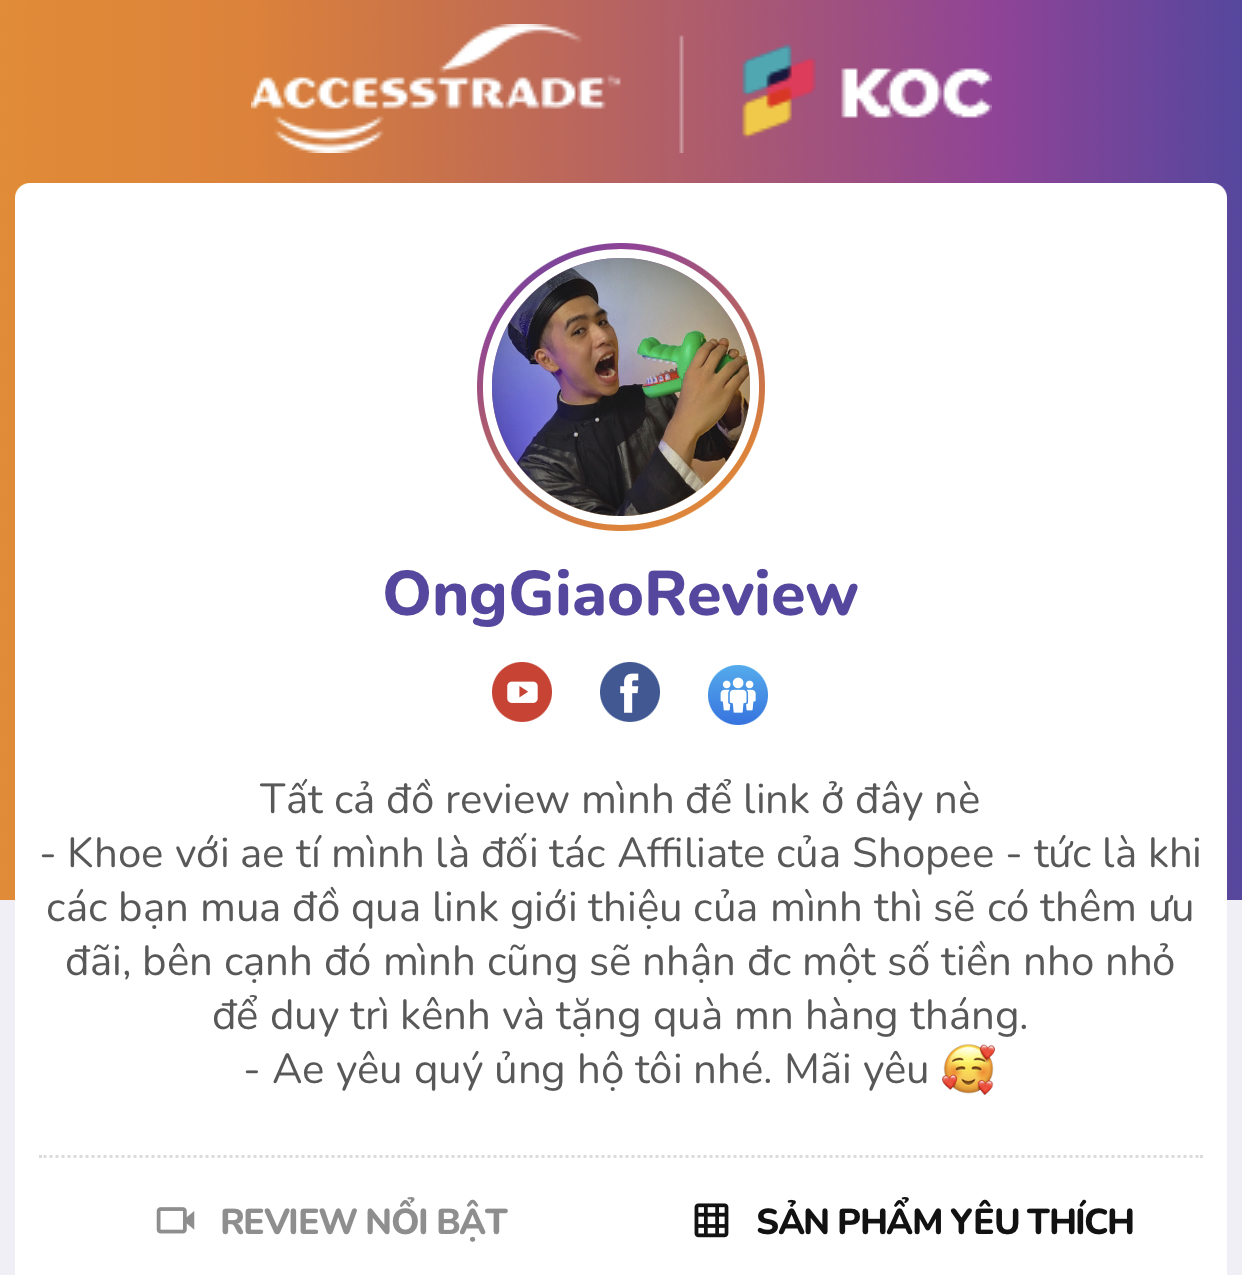 ACCESSTRADE™
KOC
OngGiaoReview
Tất cả đồ review mình để link ở đây nè
- Khoe với ae tí mình là đối tác Affiliate của Shopee - tức là khi
các bạn mua đồ qua link giới thiệu của mình thì sẽ có thêm ưu
đãi, bên cạnh đó mình cũng sẽ nhận đc một số tiền nho nhỏ
để duy trì kênh và tặng quà mn hàng tháng.
- Ae yêu quý ủng hộ tôi nhé. Mãi yêu 🥰
REVIEW NỔI BẬT
SẢN PHẨM YÊU THÍCH